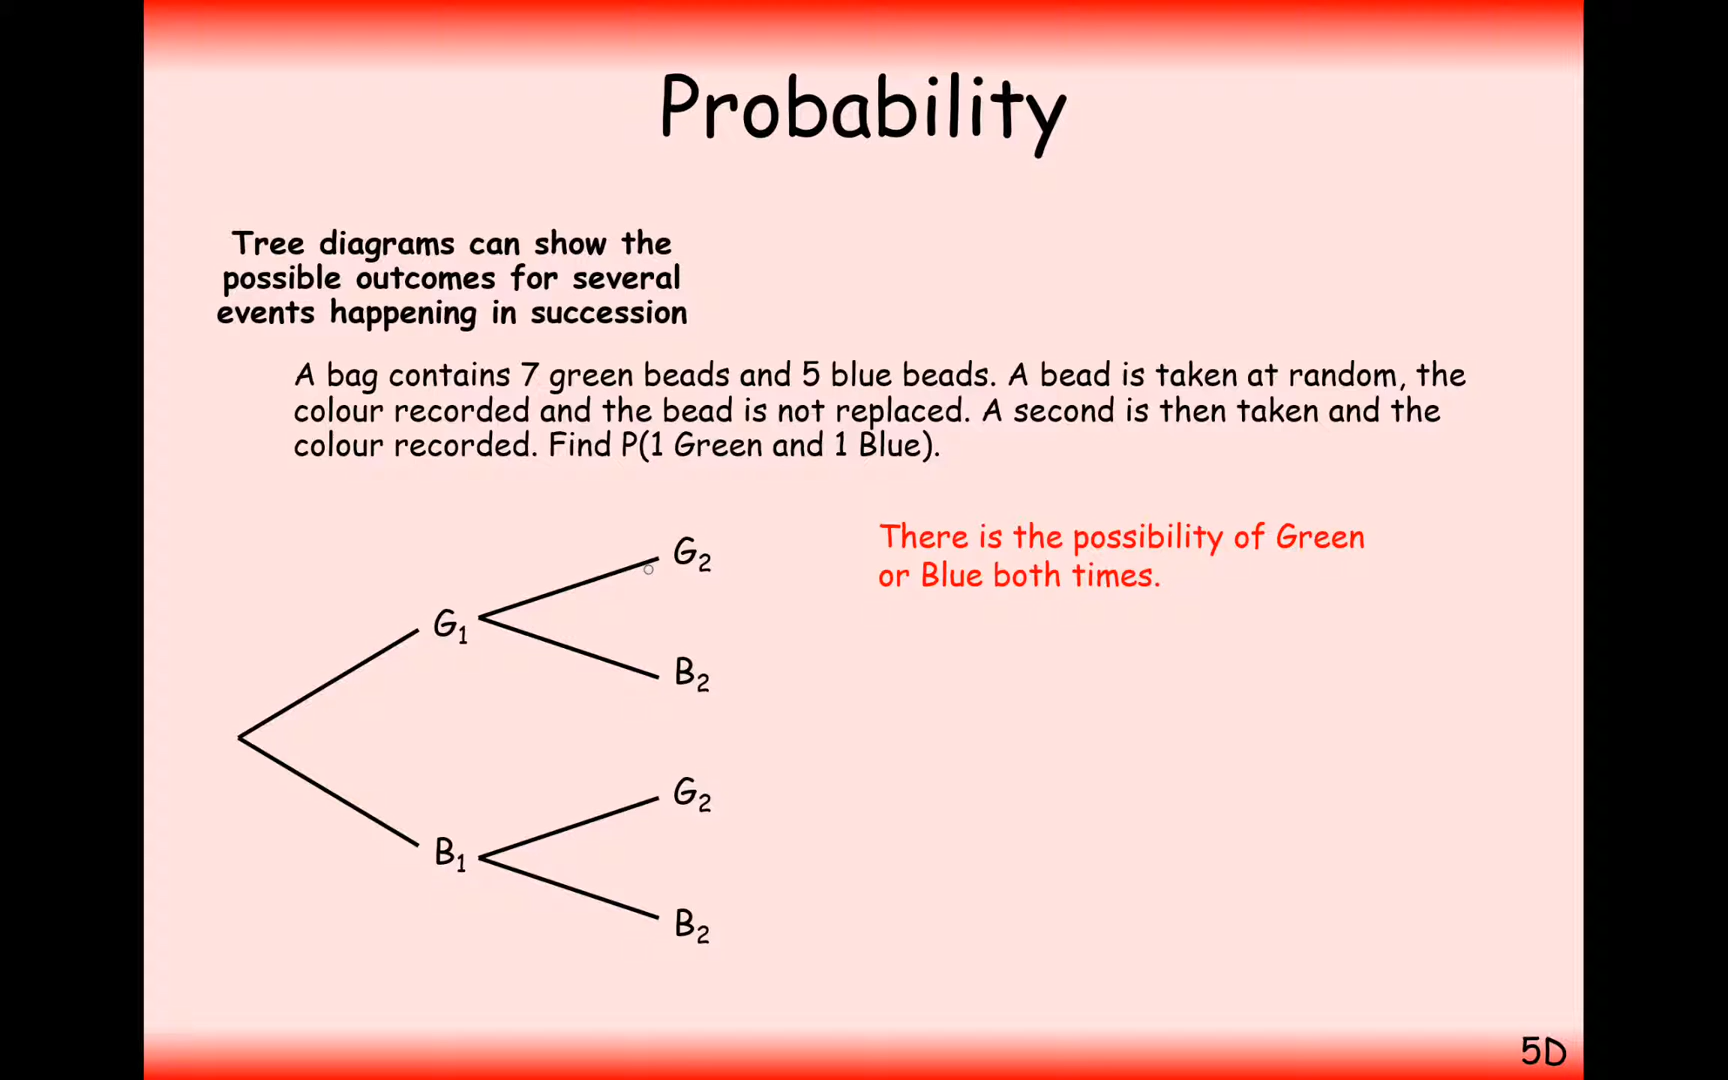 Probability
Tree diagrams can show the
possible outcomes for several
events happening in succession
A bag contains 7 green beads and 5 blue beads. A bead is taken at random, the
colour recorded and the bead is not replaced. A second is then taken and the
colour recorded. Find P(1 Green and 1 Blue).
There is the possibility of Green
or Blue both times.
G₂
G₁
B₂
G₂
B₁
B₂
5D